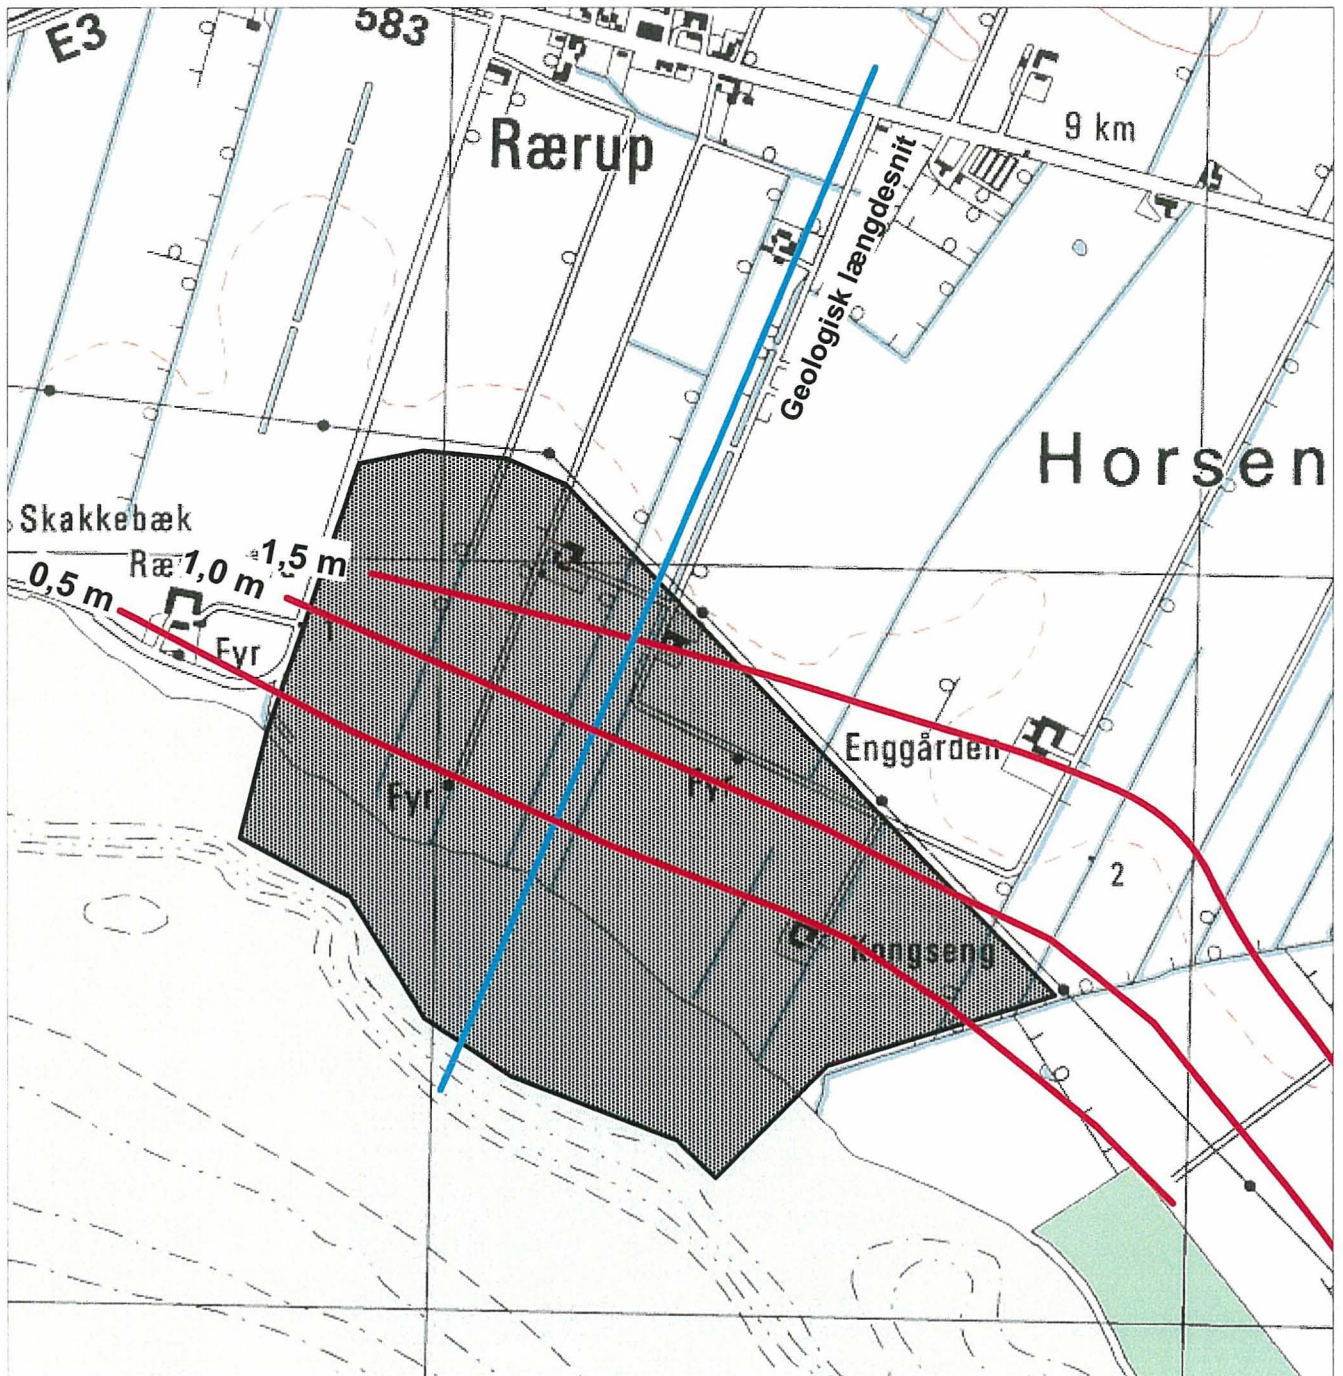 E3
583
Rærup
9 km
Geologisk længdesnit
Horsen
Skakkebæk
Ræ
1,0 m
1,5 m
0,5 m
Fyr
Fyr
Enggården
2
Kongseng